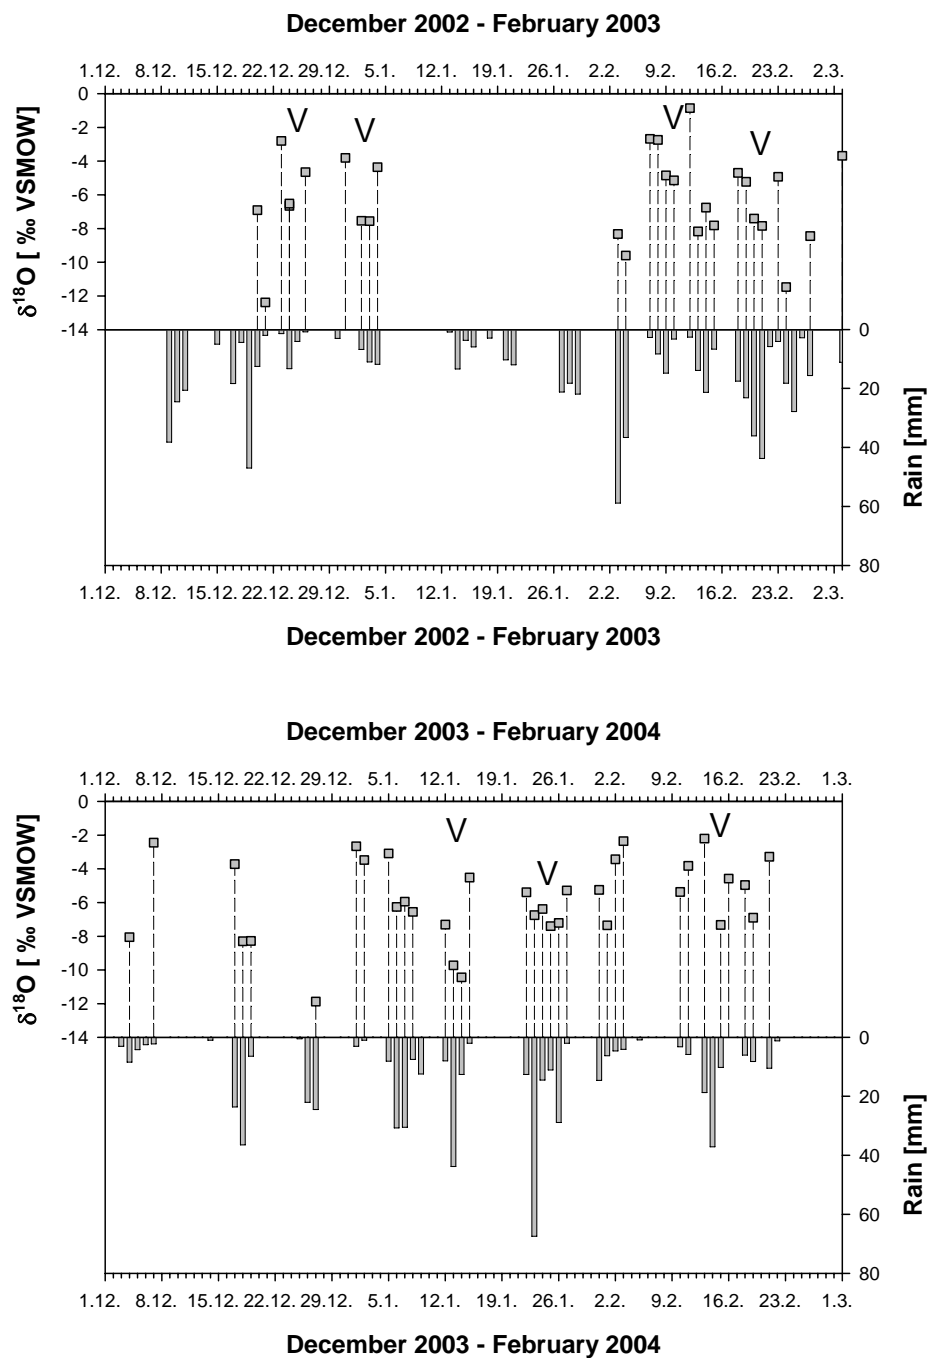 December 2002 - February 2003
1.12. 8.12. 15.12. 22.12. 29.12. 5.1. 12.1. 19.1. 26.1. 2.2. 9.2. 16.2. 23.2. 2.3.
0
-2
-4
-6
-8
-10
-12
-14
δ18O [ ‰ VSMOW]
V V V V
0
20
40
60
80
Rain [mm]
1.12. 8.12. 15.12. 22.12. 29.12. 5.1. 12.1. 19.1. 26.1. 2.2. 9.2. 16.2. 23.2. 2.3.
December 2002 - February 2003
December 2003 - February 2004
1.12. 8.12. 15.12. 22.12. 29.12. 5.1. 12.1. 19.1. 26.1. 2.2. 9.2. 16.2. 23.2. 1.3.
0
-2
-4
-6
-8
-10
-12
-14
δ18O [ ‰ VSMOW]
V V V
0
20
40
60
80
Rain [mm]
1.12. 8.12. 15.12. 22.12. 29.12. 5.1. 12.1. 19.1. 26.1. 2.2. 9.2. 16.2. 23.2. 1.3.
December 2003 - February 2004